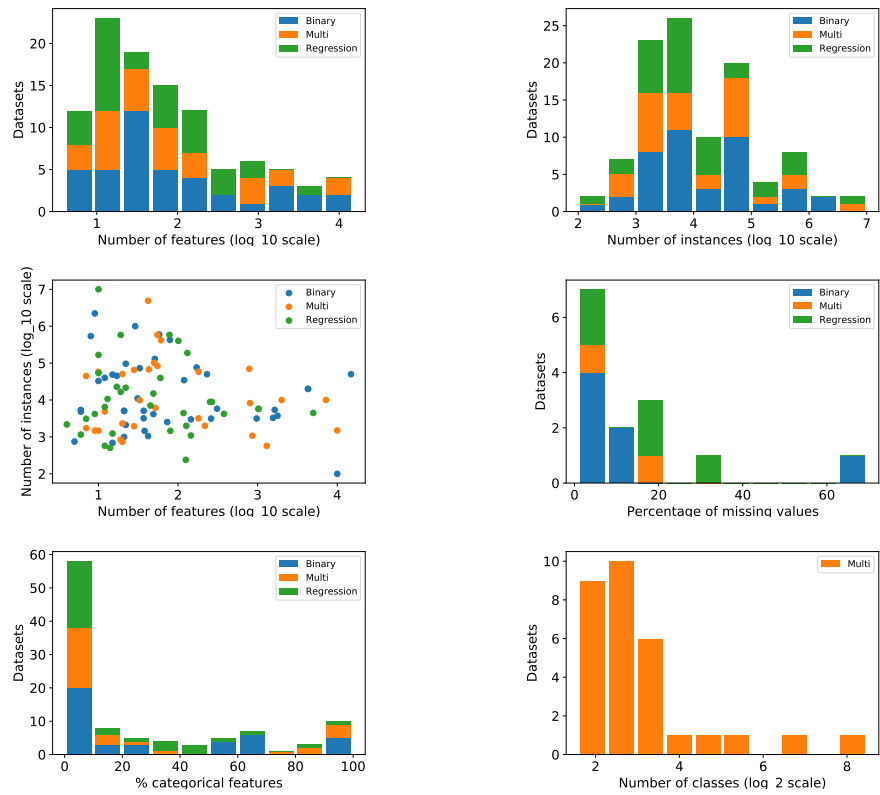 20
15
10
5
0
Datasets
1
2
3
4
Number of features (log_10 scale)
Binary
Multi
Regression
25
20
15
10
5
0
Datasets
2
3
4
5
6
7
Number of instances (log_10 scale)
Binary
Multi
Regression
7
6
5
4
3
2
Number of instances (log_10 scale)
1
2
3
4
Number of features (log_10 scale)
Binary
Multi
Regression
6
4
2
0
Datasets
0
20
40
60
Percentage of missing values
Binary
Multi
Regression
60
50
40
30
20
10
0
Datasets
0
20
40
60
80
100
% categorical features
Binary
Multi
Regression
10
8
6
4
2
0
Datasets
2
4
6
8
Number of classes (log_2 scale)
Multi